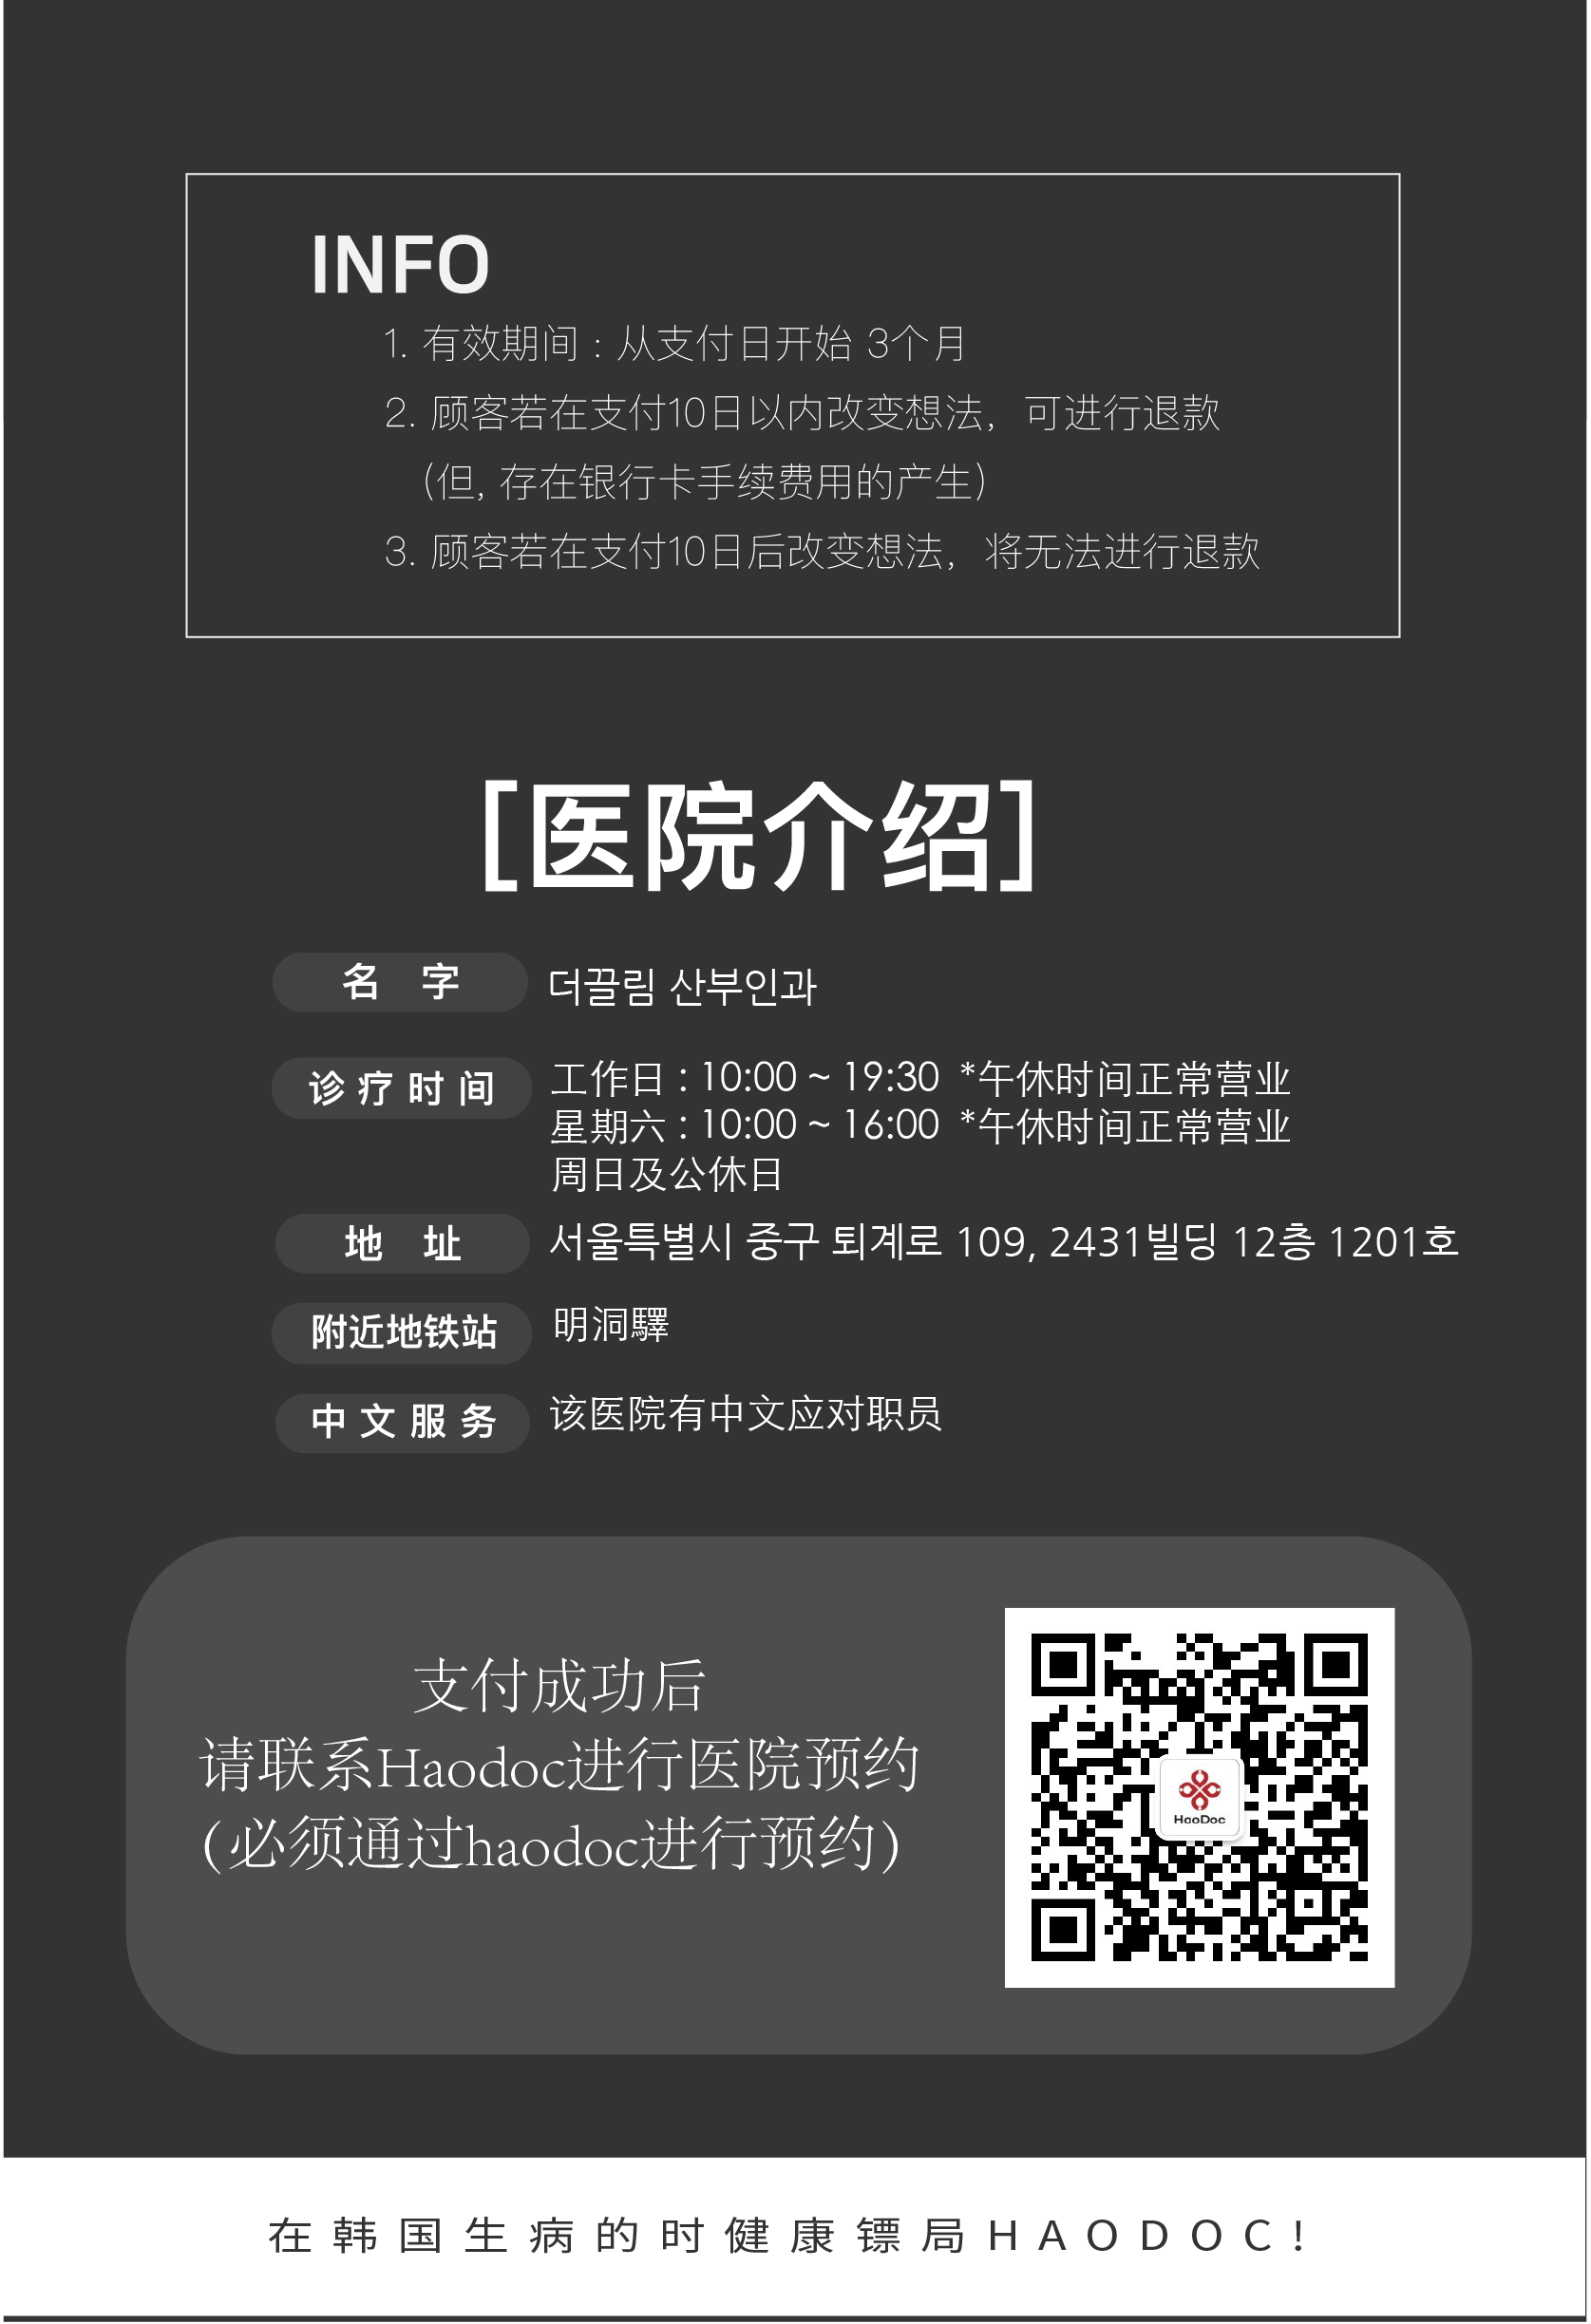 INFO
1. 有效期间 : 从支付日开始 3个月
2. 顾客若在支付10日以内改变想法, 可进行退款
(但, 存在银行卡手续费用的产生)
3. 顾客若在支付10日后改变想法, 将无法进行退款
[医院介绍]
名 字 더끌림 산부인과
诊疗时间 工作日 : 10:00 ~ 19:30 *午休时间正常营业
星期六 : 10:00 ~ 16:00 *午休时间正常营业
周日及公休日
地 址 서울특별시 중구 퇴계로 109, 2431빌딩 12층 1201호
附近地铁站 明洞驛
中文服务 该医院有中文应对职员
支付成功后
请联系Haodoc进行医院预约
(必须通过haodoc进行预约)
HaoDoc
在韩国生病的时健康镖局HAODOC!